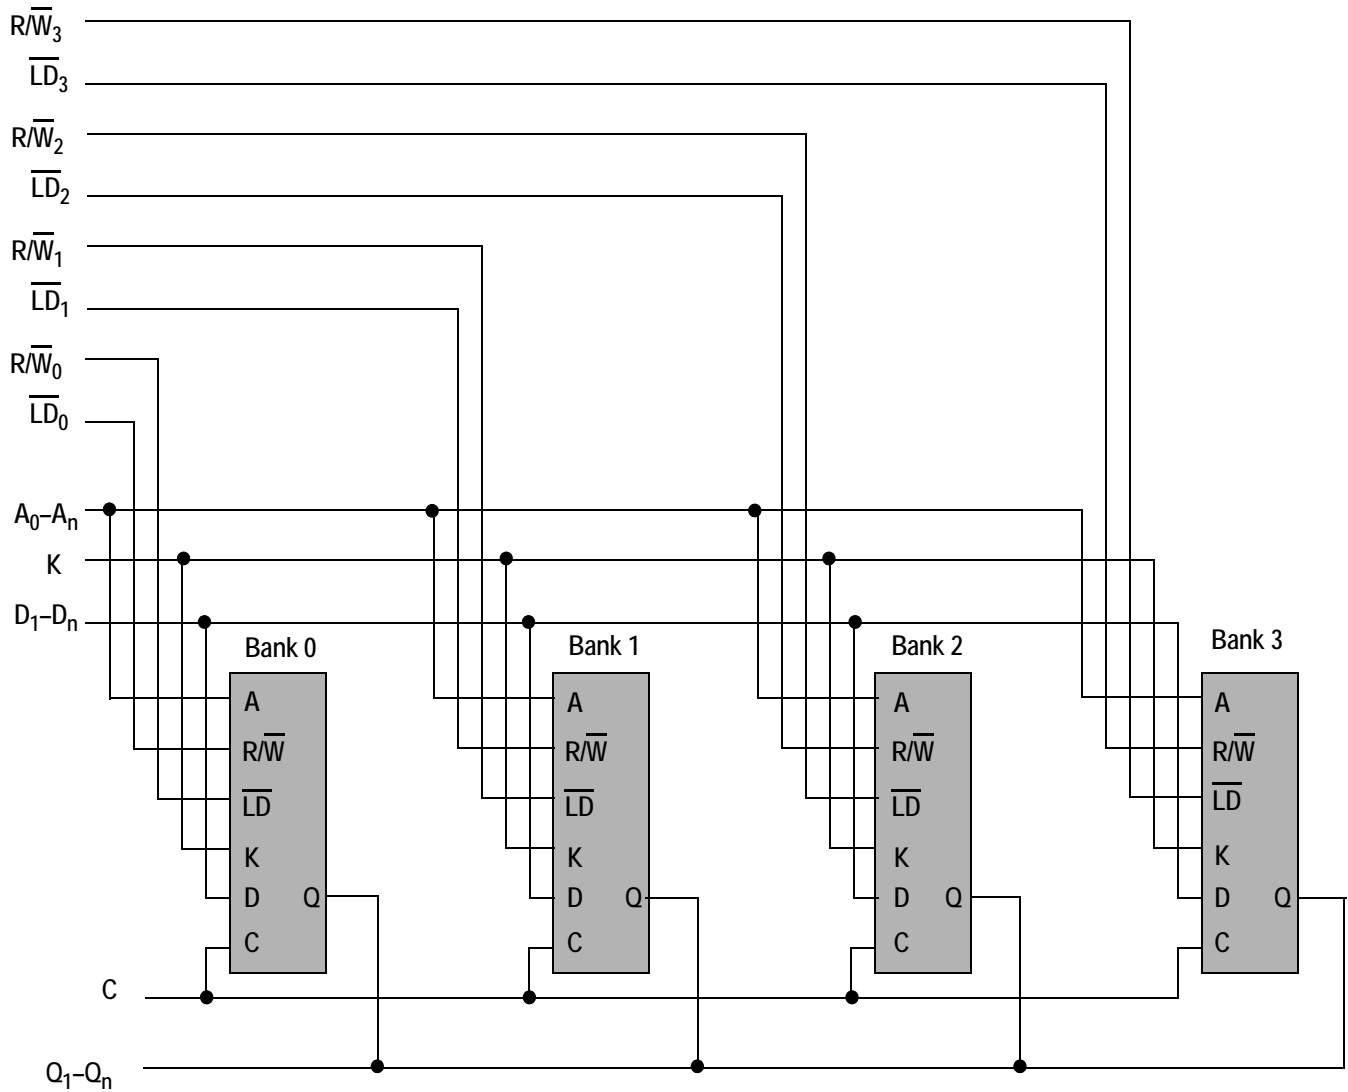 R/W̅₃
L̅D̅₃
R/W̅₂
L̅D̅₂
R/W̅₁
L̅D̅₁
R/W̅₀
L̅D̅₀
A₀–Aₙ
K
D₁–Dₙ
Bank 0
Bank 1
Bank 2
Bank 3
A
R/W̅
L̅D̅
K
D
Q
C
A
R/W̅
L̅D̅
K
D
Q
C
A
R/W̅
L̅D̅
K
D
Q
C
A
R/W̅
L̅D̅
K
D
Q
C
C
Q₁–Qₙ